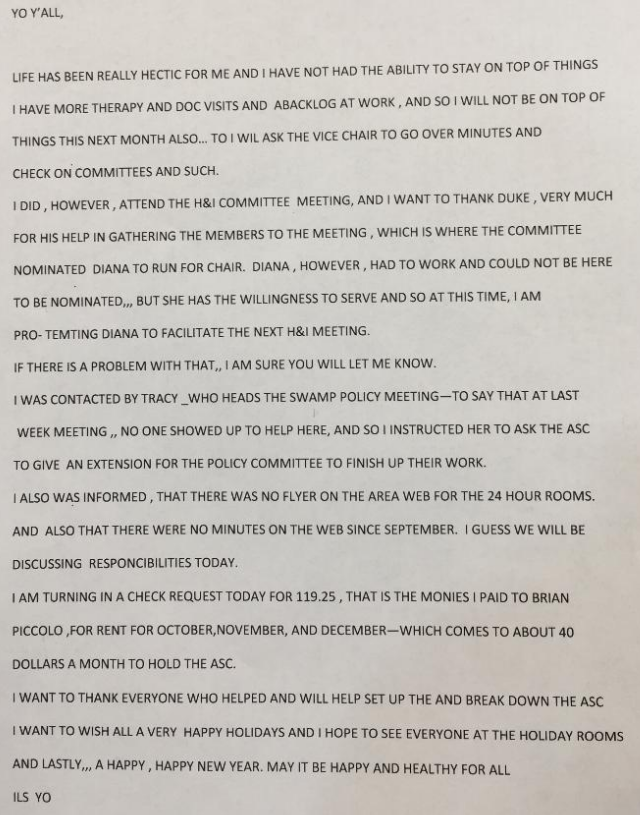 YO Y'ALL,
LIFE HAS BEEN REALLY HECTIC FOR ME AND I HAVE NOT HAD THE ABILITY TO STAY ON TOP OF THINGS
I HAVE MORE THERAPY AND DOC VISITS AND ABACKLOG AT WORK , AND SO I WILL NOT BE ON TOP OF
THINGS THIS NEXT MONTH ALSO... TO I WIL ASK THE VICE CHAIR TO GO OVER MINUTES AND
CHECK ON COMMITTEES AND SUCH.
I DID , HOWEVER , ATTEND THE H&I COMMITTEE MEETING, AND I WANT TO THANK DUKE , VERY MUCH
FOR HIS HELP IN GATHERING THE MEMBERS TO THE MEETING , WHICH IS WHERE THE COMMITTEE
NOMINATED DIANA TO RUN FOR CHAIR. DIANA , HOWEVER , HAD TO WORK AND COULD NOT BE HERE
TO BE NOMINATED,,, BUT SHE HAS THE WILLINGNESS TO SERVE AND SO AT THIS TIME, I AM
PRO- TEMTING DIANA TO FACILITATE THE NEXT H&I MEETING.
IF THERE IS A PROBLEM WITH THAT,, I AM SURE YOU WILL LET ME KNOW.
I WAS CONTACTED BY TRACY _WHO HEADS THE SWAMP POLICY MEETING—TO SAY THAT AT LAST
WEEK MEETING ,, NO ONE SHOWED UP TO HELP HERE, AND SO I INSTRUCTED HER TO ASK THE ASC
TO GIVE AN EXTENSION FOR THE POLICY COMMITTEE TO FINISH UP THEIR WORK.
I ALSO WAS INFORMED , THAT THERE WAS NO FLYER ON THE AREA WEB FOR THE 24 HOUR ROOMS.
AND ALSO THAT THERE WERE NO MINUTES ON THE WEB SINCE SEPTEMBER. I GUESS WE WILL BE
DISCUSSING RESPONCIBILITIES TODAY.
I AM TURNING IN A CHECK REQUEST TODAY FOR 119.25 , THAT IS THE MONIES I PAID TO BRIAN
PICCOLO ,FOR RENT FOR OCTOBER,NOVEMBER, AND DECEMBER—WHICH COMES TO ABOUT 40
DOLLARS A MONTH TO HOLD THE ASC.
I WANT TO THANK EVERYONE WHO HELPED AND WILL HELP SET UP THE AND BREAK DOWN THE ASC
I WANT TO WISH ALL A VERY HAPPY HOLIDAYS AND I HOPE TO SEE EVERYONE AT THE HOLIDAY ROOMS
AND LASTLY,,, A HAPPY , HAPPY NEW YEAR. MAY IT BE HAPPY AND HEALTHY FOR ALL
ILS YO